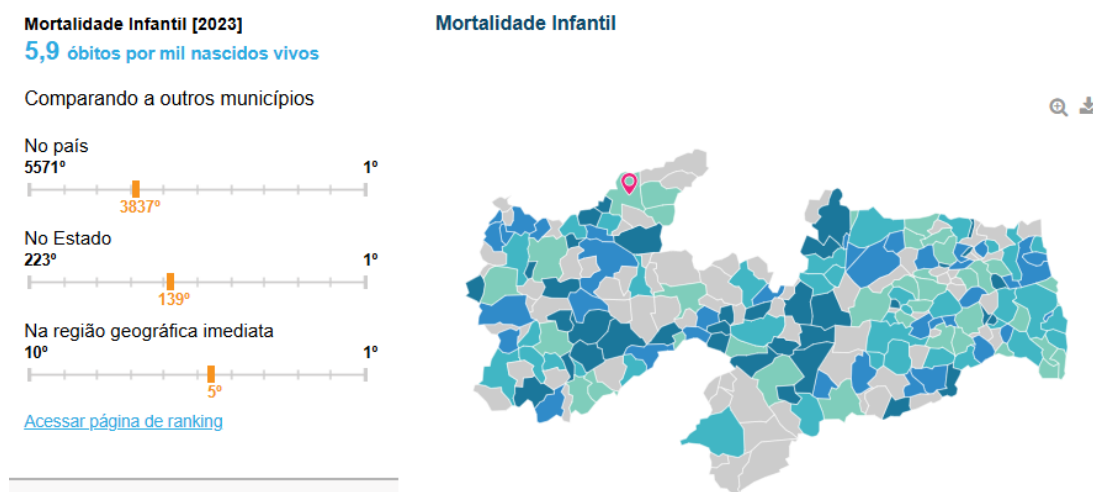 Mortalidade Infantil [2023]
5,9 óbitos por mil nascidos vivos
Comparando a outros municípios
No país
5571º 1º
3837º
No Estado
223º 1º
139º
Na região geográfica imediata
10º 1º
5º
Acessar página de ranking
Mortalidade Infantil